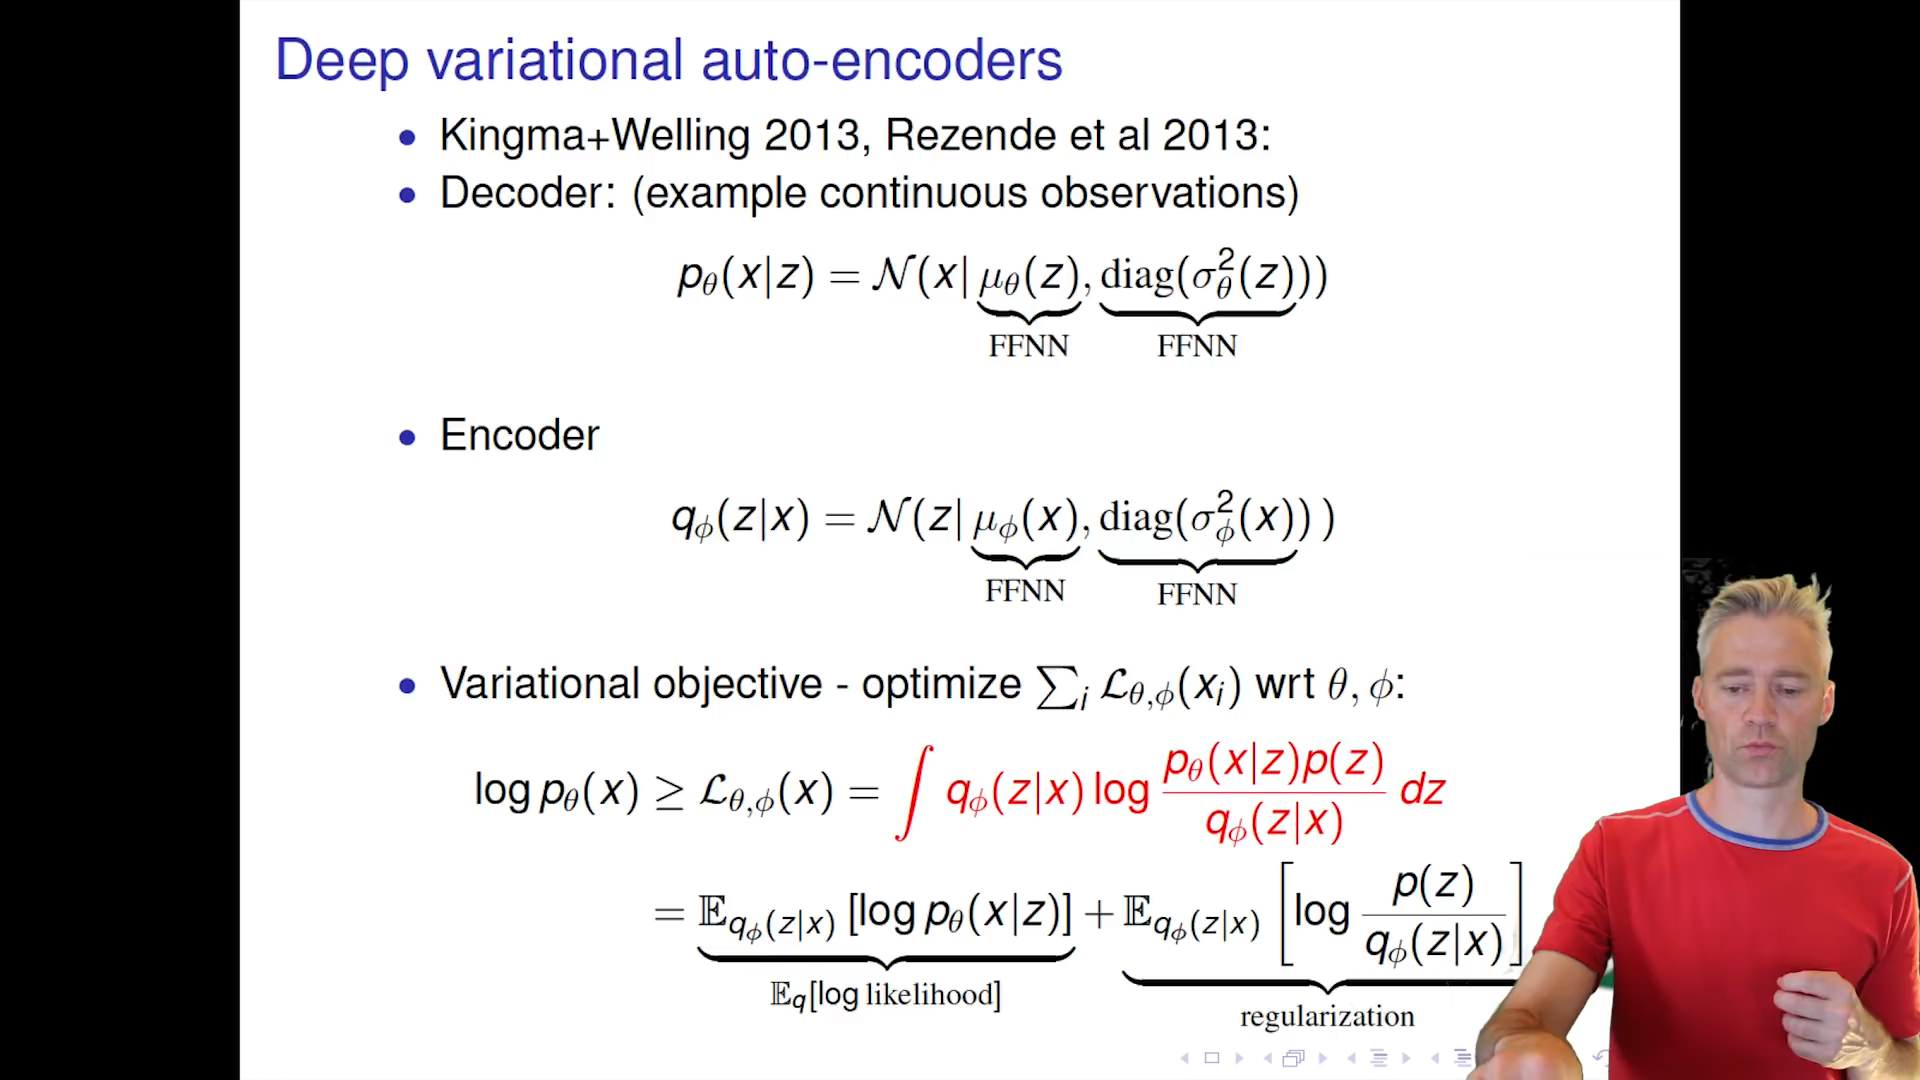 Deep variational auto-encoders
• Kingma+Welling 2013, Rezende et al 2013:
• Decoder: (example continuous observations)
p_θ(x|z) = 𝒩(x| μ_θ(z), diag(σ²_θ(z)))
FFNN FFNN
• Encoder
q_ϕ(z|x) = 𝒩(z| μ_ϕ(x), diag(σ²_ϕ(x)) )
FFNN FFNN
• Variational objective - optimize ∑_i ℒ_θ,ϕ(x_i) wrt θ, ϕ:
log p_θ(x) ≥ ℒ_θ,ϕ(x) = ∫ q_ϕ(z|x) log p_θ(x|z)p(z) / q_ϕ(z|x) dz
= 𝔼_q_ϕ(z|x) [log p_θ(x|z)] + 𝔼_q_ϕ(z|x) [log p(z) / q_ϕ(z|x)]
𝔼_q[log likelihood] regularization